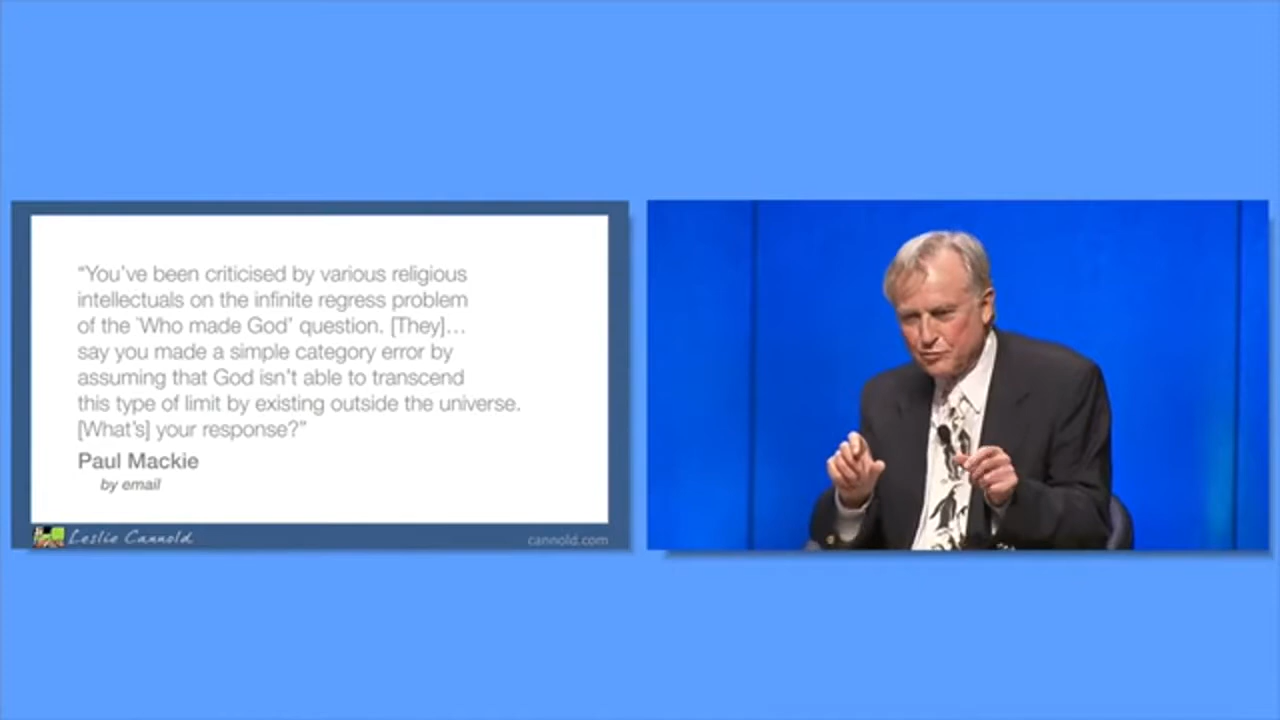 “You've been criticised by various religious
intellectuals on the infinite regress problem
of the 'Who made God' question. [They]...
say you made a simple category error by
assuming that God isn't able to transcend
this type of limit by existing outside the universe.
[What's] your response?”
Paul Mackie
by email
Leslie Cannold
cannold.com